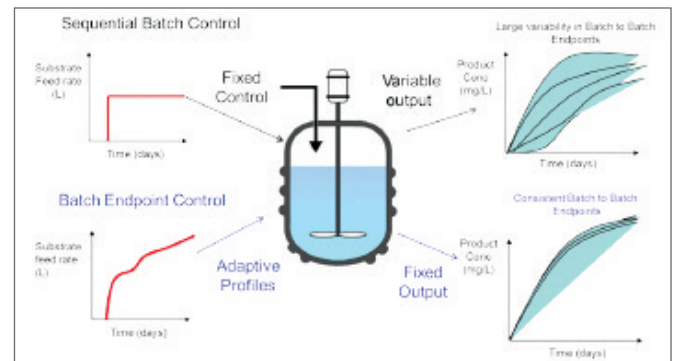 Sequential Batch Control
Large variability in Batch to Batch
Endpoints
Substrate
Feed rate
(L)
Fixed
Control
Variable
output
Product
Conc
(mg/L)
Time (days)
Time (days)
Batch Endpoint Control
Consistent Batch to Batch
Endpoints
Substrate
feed rate
(L)
Adaptive
Profiles
Fixed
Output
Product
Conc
(mg/L)
Time (days)
Time (days)